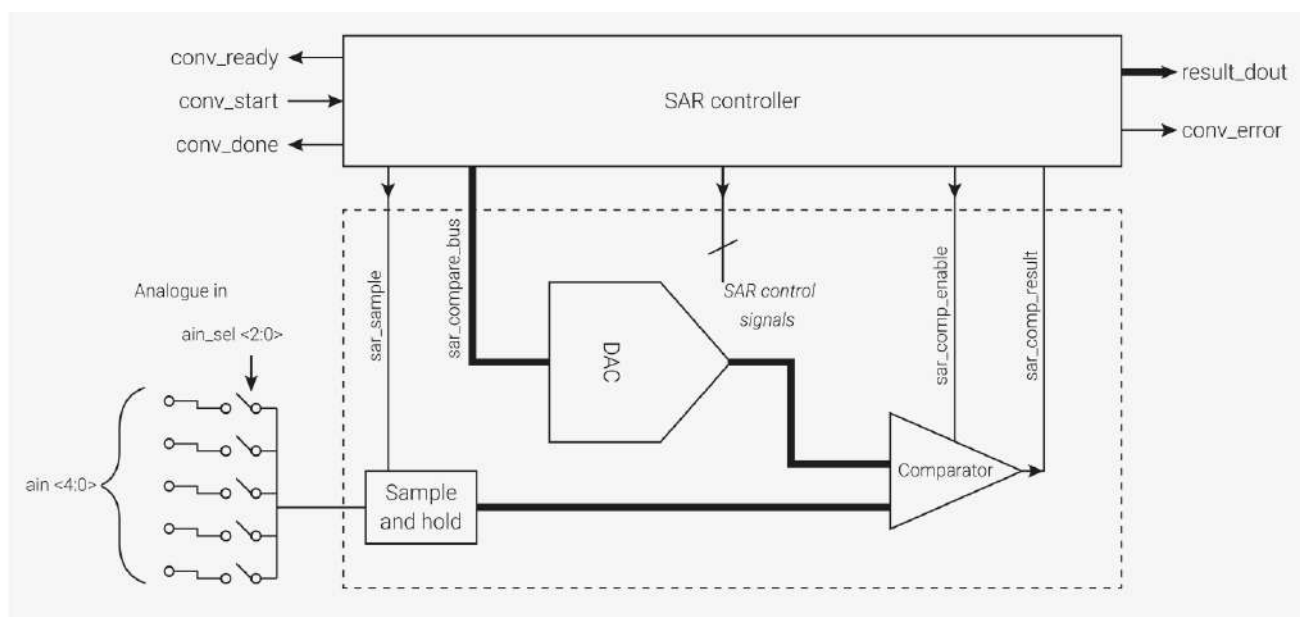 conv_ready
conv_start
conv_done
SAR controller
result_dout
conv_error
sar_sample
sar_compare_bus
SAR control
signals
sar_comp_enable
sar_comp_result
Analogue in
ain_sel <2:0>
DAC
ain <4:0>
Sample
and hold
Comparator